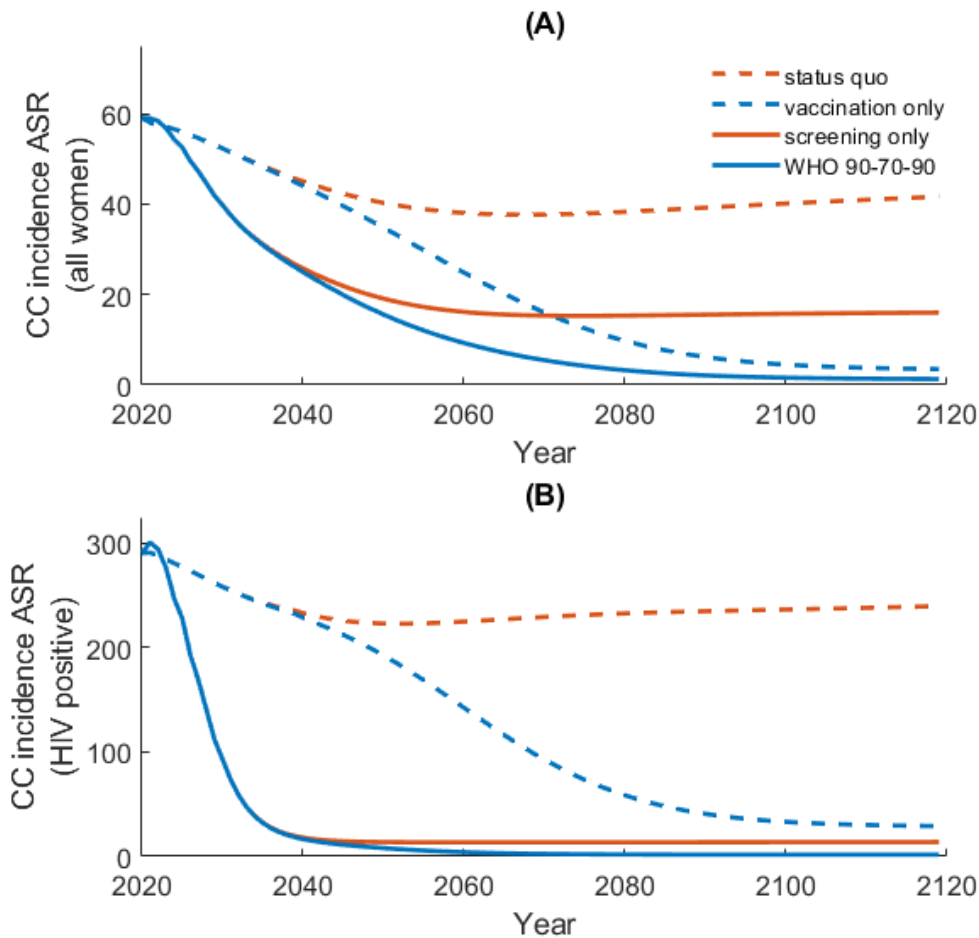 (A)
CC incidence ASR
(all women)
60
40
20
0
status quo
vaccination only
screening only
WHO 90-70-90
2020 2040 2060 2080 2100 2120
Year
(B)
CC incidence ASR
(HIV positive)
300
200
100
0
2020 2040 2060 2080 2100 2120
Year